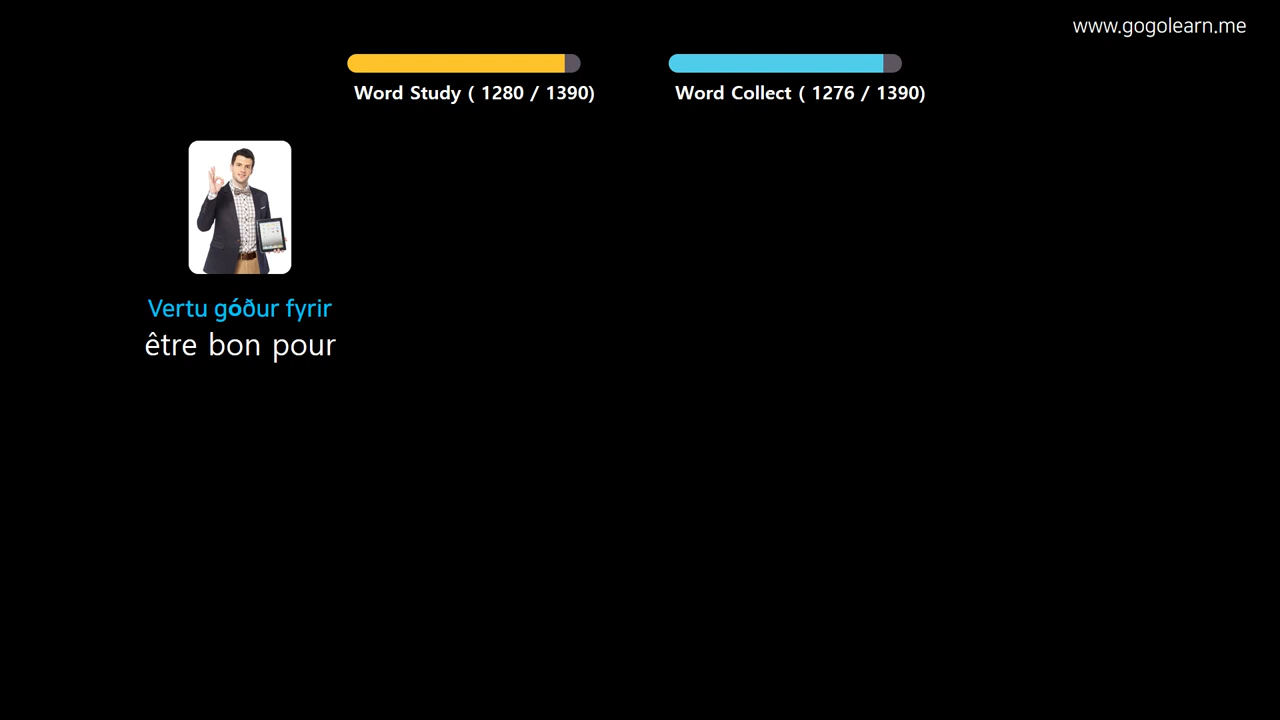 www.gogolearn.me
Word Study ( 1280 / 1390)
Word Collect ( 1276 / 1390)
Vertu góður fyrir
être bon pour